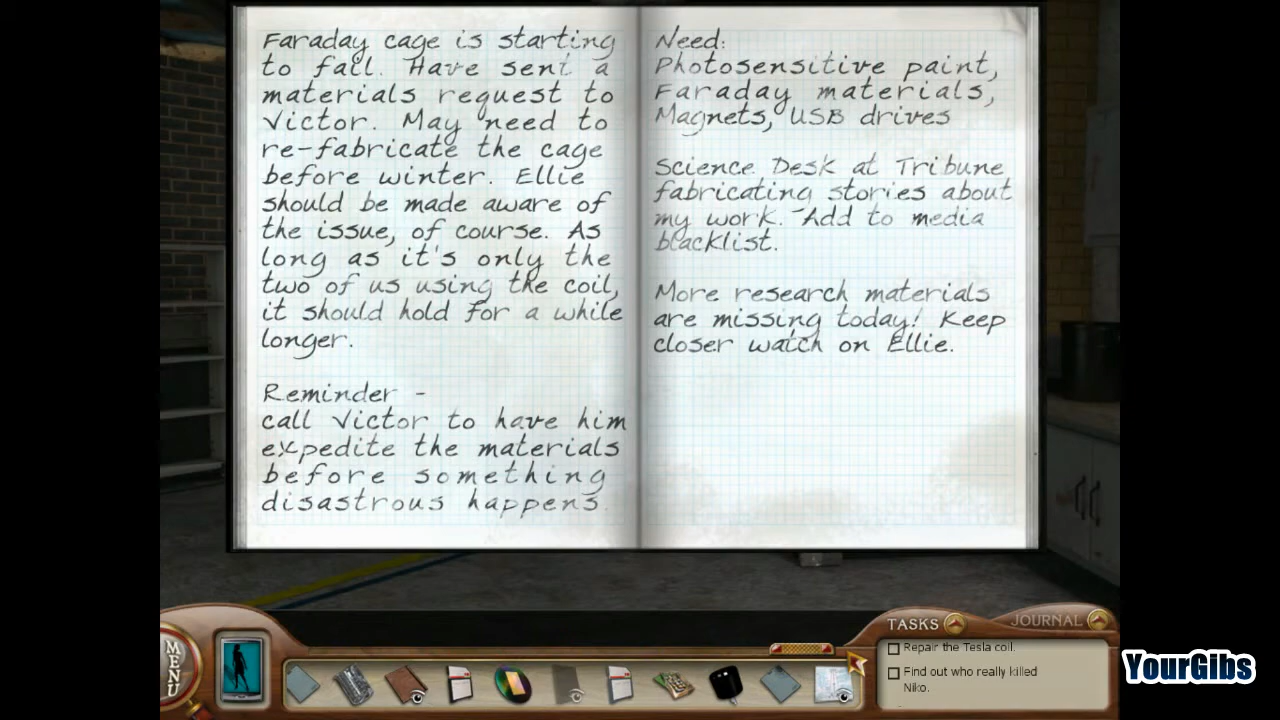 Faraday cage is starting
to fail. Have sent a
materials request to
Victor. May need to
re-fabricate the cage
before winter. Ellie
should be made aware of
the issue, of course. As
long as it's only the
two of us using the coil,
it should hold for a while
longer.
Reminder -
call Victor to have him
expedite the materials
before something
disastrous happens.
Need:
Photosensitive paint,
Faraday materials,
Magnets, USB drives
Science Desk at Tribune
fabricating stories about
my work. Add to media
blacklist.
More research materials
are missing today! Keep
closer watch on Ellie.
MENU
TASKS
JOURNAL
Repair the Tesla coil.
Find out who really killed
Niko.
YourGibs